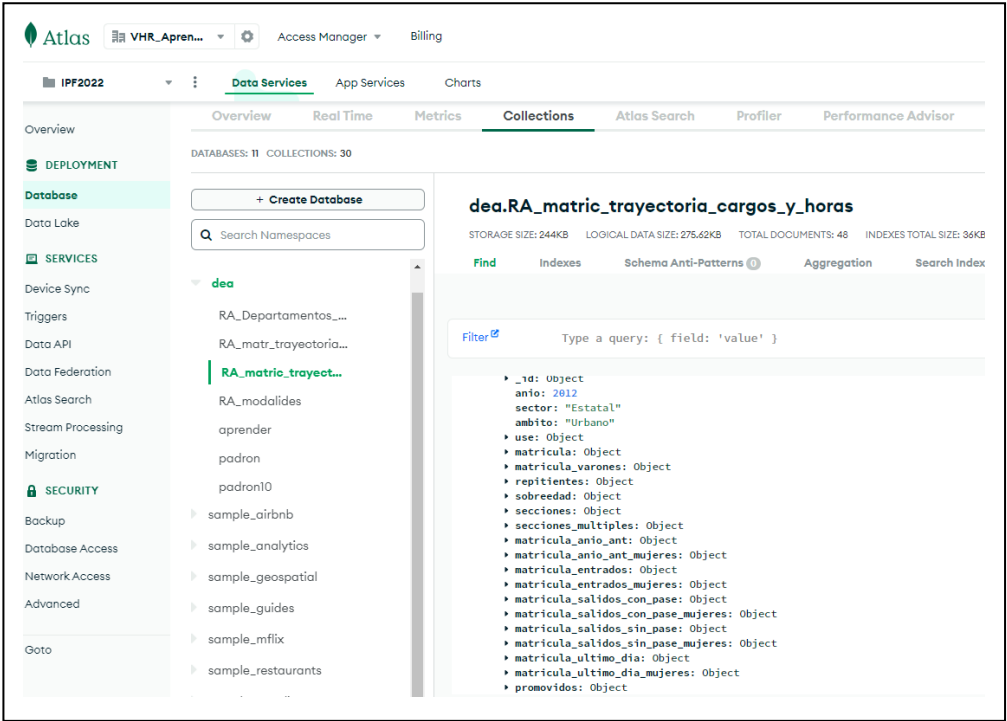 Atlas VHR_Apren... Access Manager Billing
IPF2022 Data Services App Services Charts
Overview Real Time Metrics Collections Atlas Search Profiler Performance Advisor
DATABASES: 11 COLLECTIONS: 30
Overview
DEPLOYMENT
Database
Data Lake
SERVICES
Device Sync
Triggers
Data API
Data Federation
Atlas Search
Stream Processing
Migration
SECURITY
Backup
Database Access
Network Access
Advanced
Goto
+ Create Database
Search Namespaces
dea
RA_Departamentos_...
RA_matr_trayectoria...
RA_matric_trayect...
RA_modalides
aprender
padron
padron10
sample_airbnb
sample_analytics
sample_geospatial
sample_guides
sample_mflix
sample_restaurants
dea.RA_matric_trayectoria_cargos_y_horas
STORAGE SIZE: 244KB LOGICAL DATA SIZE: 275.62KB TOTAL DOCUMENTS: 48 INDEXES TOTAL SIZE: 36KB
Find Indexes Schema Anti-Patterns 0 Aggregation Search Index
Filter Type a query: { field: 'value' }
_id: Object
anio: 2012
sector: "Estatal"
ambito: "Urbano"
use: Object
matricula: Object
matricula_varones: Object
repitientes: Object
sobreedad: Object
secciones: Object
secciones_multiples: Object
matricula_anio_ant: Object
matricula_anio_ant_mujeres: Object
matricula_entrados: Object
matricula_entrados_mujeres: Object
matricula_salidos_con_pase: Object
matricula_salidos_con_pase_mujeres: Object
matricula_salidos_sin_pase: Object
matricula_salidos_sin_pase_mujeres: Object
matricula_ultimo_dia: Object
matricula_ultimo_dia_mujeres: Object
promovidos: Object